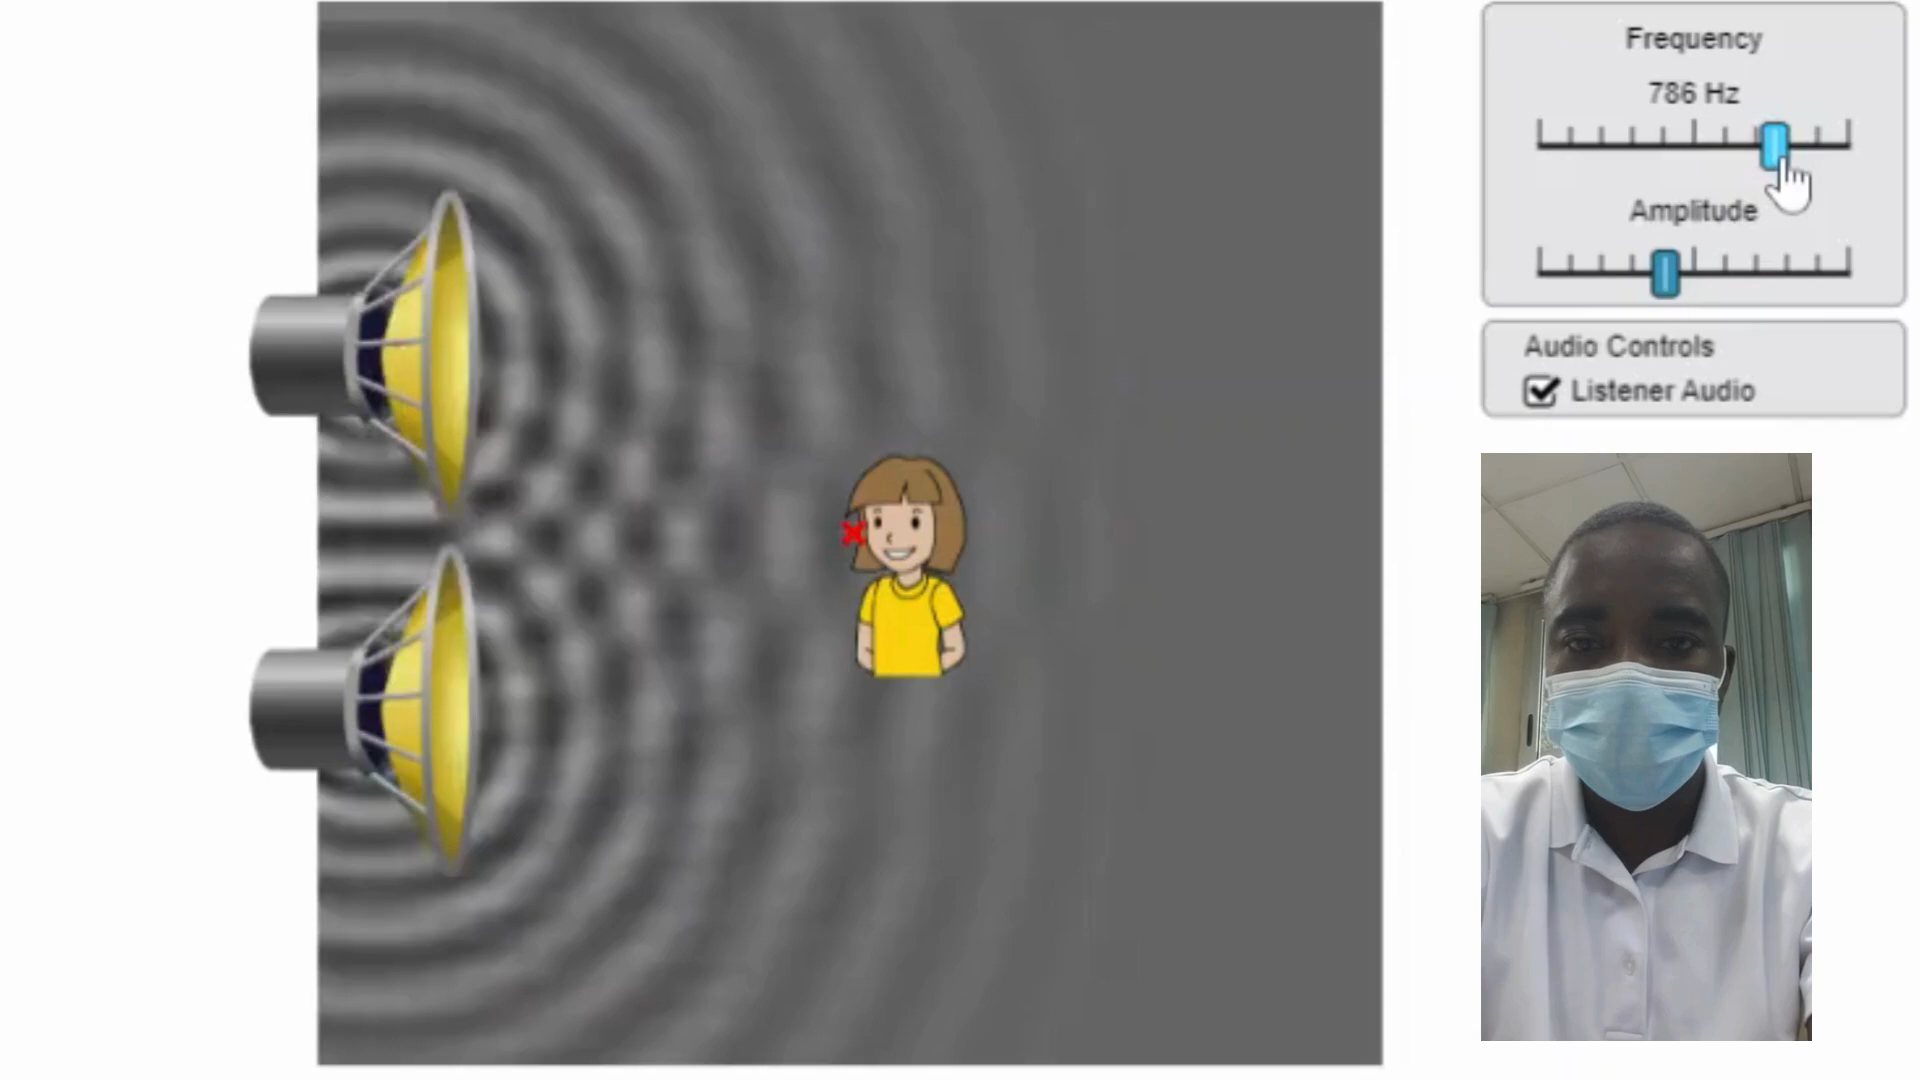 Frequency
786 Hz
Amplitude
Audio Controls
Listener Audio